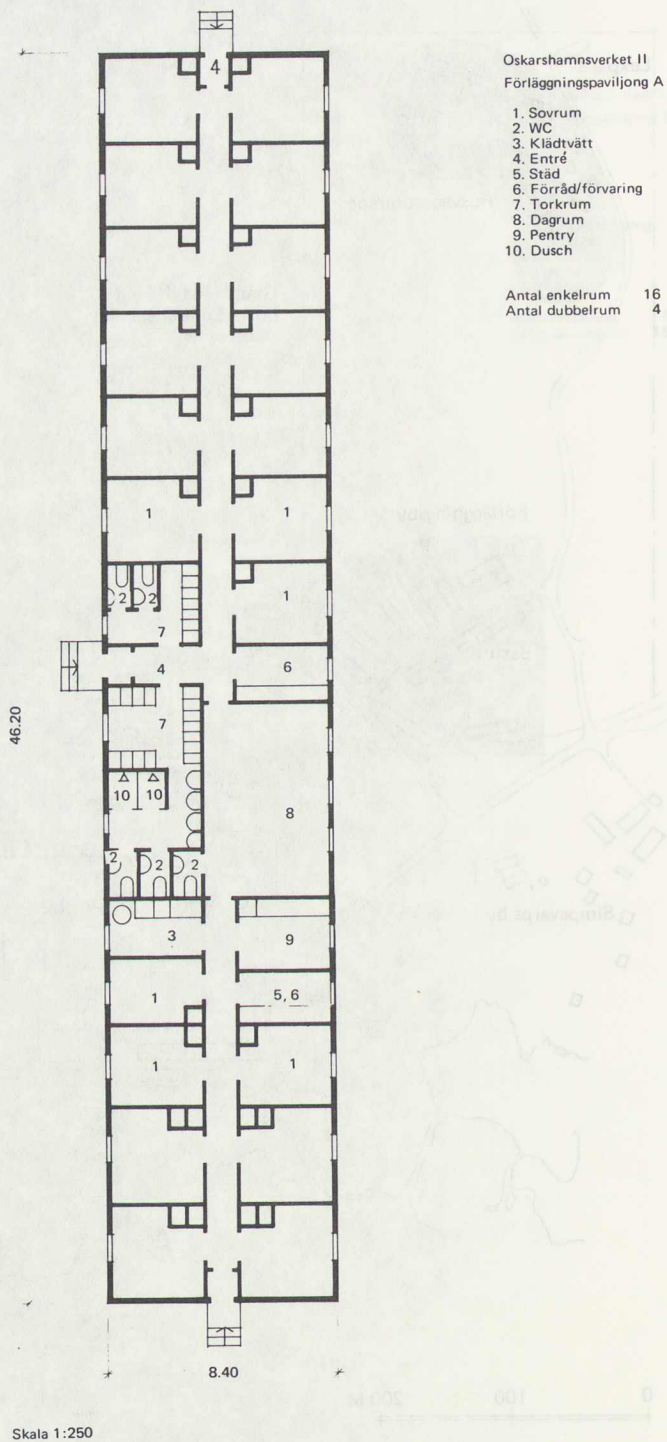 Oskarshamnsverket II
Förläggningspaviljong A
1. Sovrum
2. WC
3. Klädtvätt
4. Entré
5. Städ
6. Förråd/förvaring
7. Torkrum
8. Dagrum
9. Pentry
10. Dusch
Antal enkelrum 16
Antal dubbelrum 4
4
1 1
2 2 1
7
4 6
7
10 10 8
2 2 2
3 9
1 5, 6
1 1
46.20
8.40
Skala 1:250
Simpevarps by
0 100 200 M